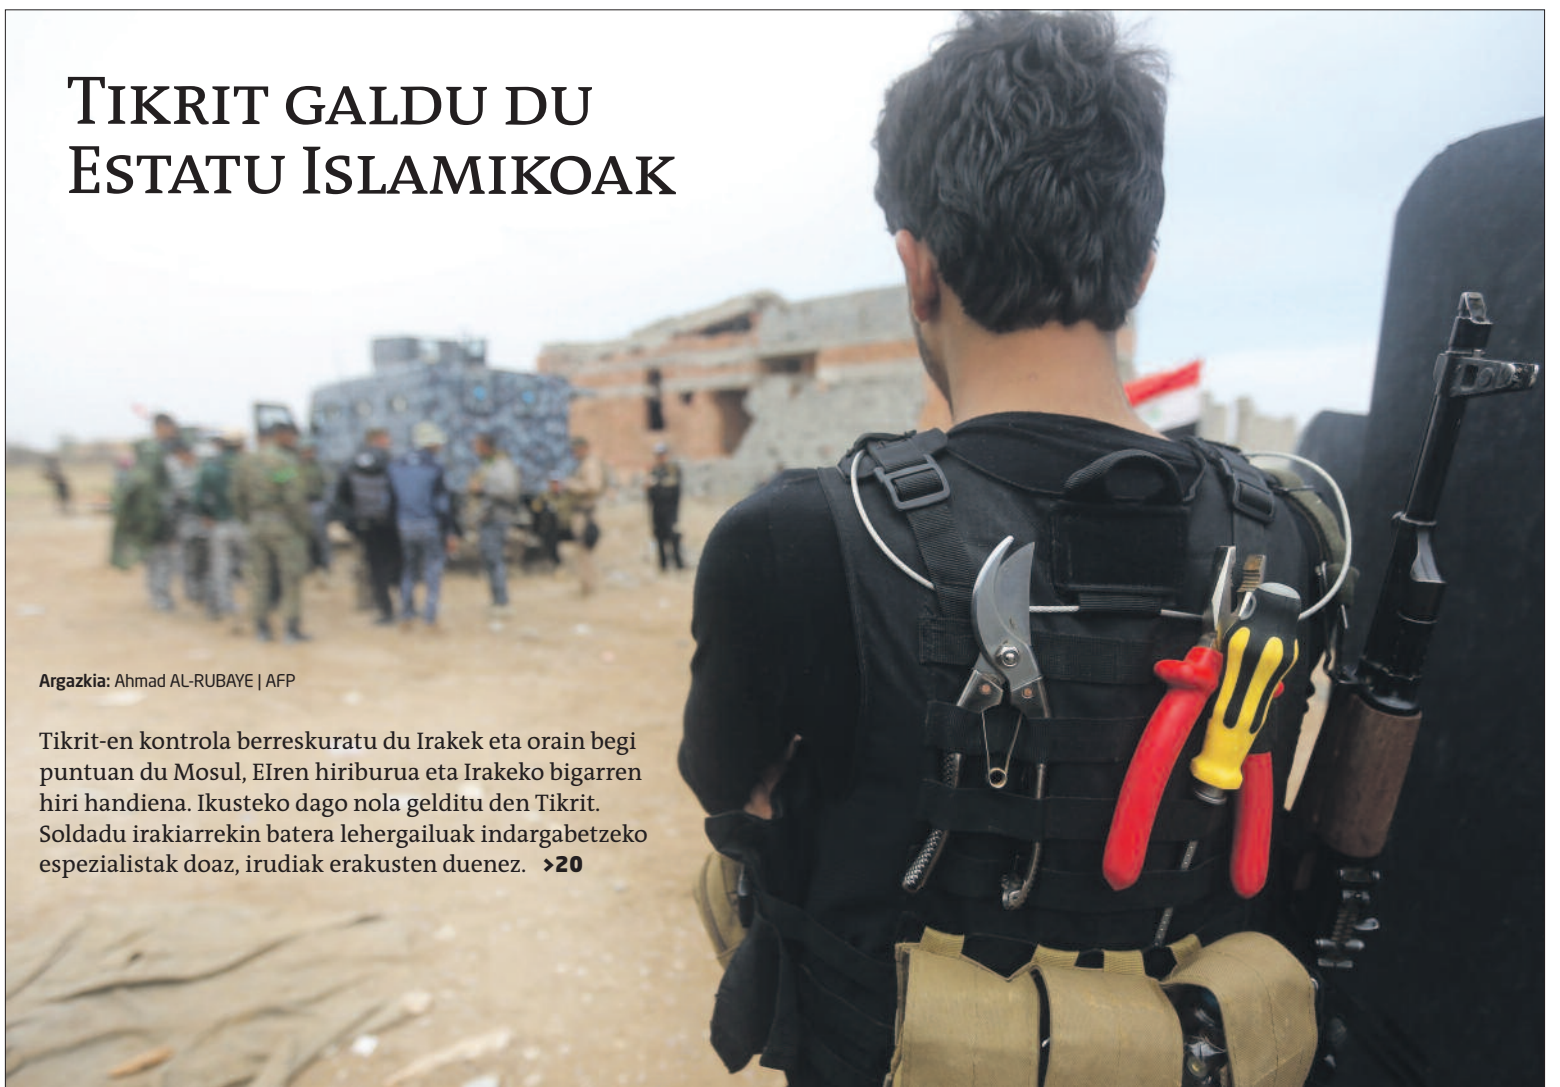 TIKRIT GALDU DU
ESTATU ISLAMIKOAK
Argazkia: Ahmad AL-RUBAYE | AFP
Tikrit-en kontrola berreskuratu du Irakek eta orain begi
puntuan du Mosul, EIren hiriburua eta Irakeko bigarren
hiri handiena. Ikusteko dago nola gelditu den Tikrit.
Soldadu irakiarrekin batera lehergailuak indargabetzeko
espezialistak doaz, irudiak erakusten duenez. >20